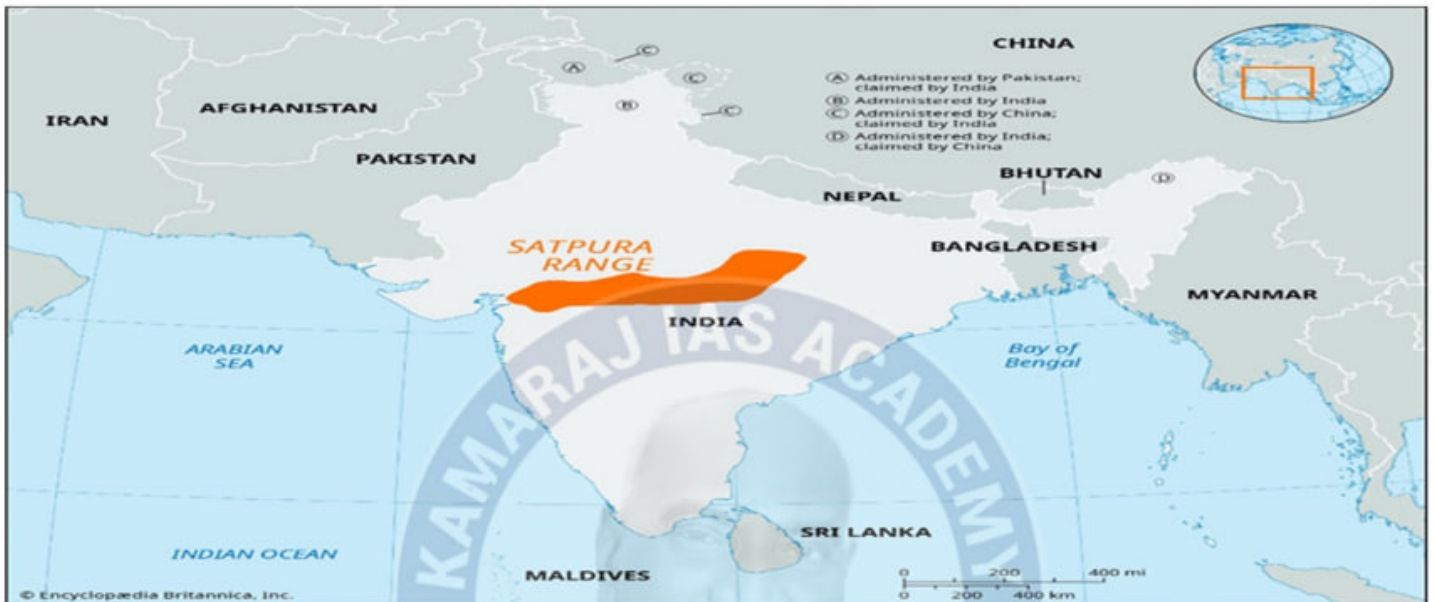 CHINA
Ⓒ
Ⓐ
Ⓒ
Ⓑ
Ⓒ
Ⓐ Administered by Pakistan;
claimed by India
Ⓑ Administered by India
Ⓒ Administered by China;
claimed by India
Ⓓ Administered by India;
claimed by China
IRAN
AFGHANISTAN
PAKISTAN
NEPAL
BHUTAN
Ⓓ
SATPURA
RANGE
BANGLADESH
MYANMAR
INDIA
ARABIAN
SEA
Bay of
Bengal
KAMARAJ IAS ACADEMY
SRI LANKA
INDIAN OCEAN
MALDIVES
0 200 400 mi
0 200 400 km
© Encyclopædia Britannica, Inc.